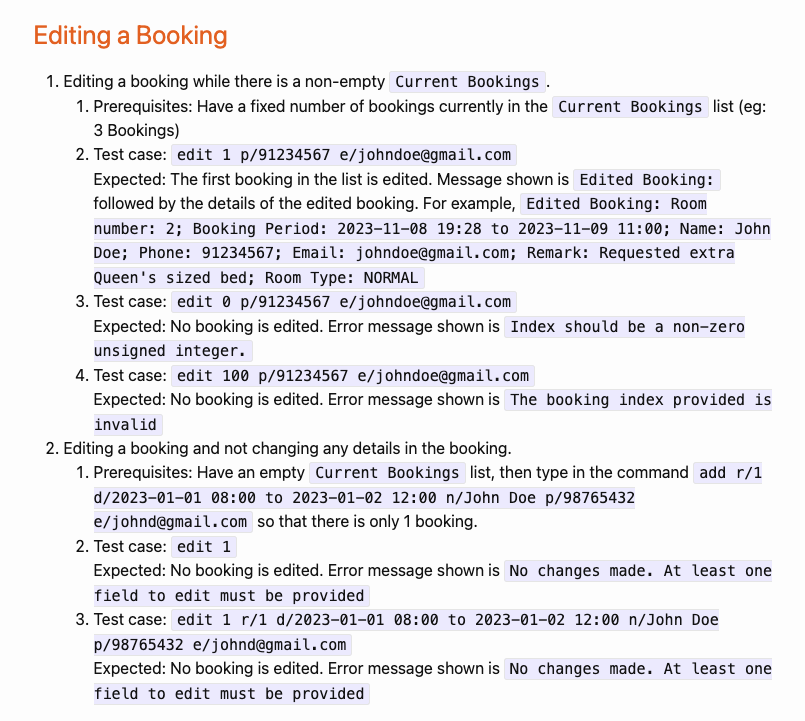 Editing a Booking
1. Editing a booking while there is a non-empty Current Bookings.
1. Prerequisites: Have a fixed number of bookings currently in the Current Bookings list (eg:
3 Bookings)
2. Test case: edit 1 p/91234567 e/johndoe@gmail.com
Expected: The first booking in the list is edited. Message shown is Edited Booking:
followed by the details of the edited booking. For example, Edited Booking: Room
number: 2; Booking Period: 2023-11-08 19:28 to 2023-11-09 11:00; Name: John
Doe; Phone: 91234567; Email: johndoe@gmail.com; Remark: Requested extra
Queen's sized bed; Room Type: NORMAL
3. Test case: edit 0 p/91234567 e/johndoe@gmail.com
Expected: No booking is edited. Error message shown is Index should be a non-zero
unsigned integer.
4. Test case: edit 100 p/91234567 e/johndoe@gmail.com
Expected: No booking is edited. Error message shown is The booking index provided is
invalid
2. Editing a booking and not changing any details in the booking.
1. Prerequisites: Have an empty Current Bookings list, then type in the command add r/1
d/2023-01-01 08:00 to 2023-01-02 12:00 n/John Doe p/98765432
e/johnd@gmail.com so that there is only 1 booking.
2. Test case: edit 1
Expected: No booking is edited. Error message shown is No changes made. At least one
field to edit must be provided
3. Test case: edit 1 r/1 d/2023-01-01 08:00 to 2023-01-02 12:00 n/John Doe
p/98765432 e/johnd@gmail.com
Expected: No booking is edited. Error message shown is No changes made. At least one
field to edit must be provided